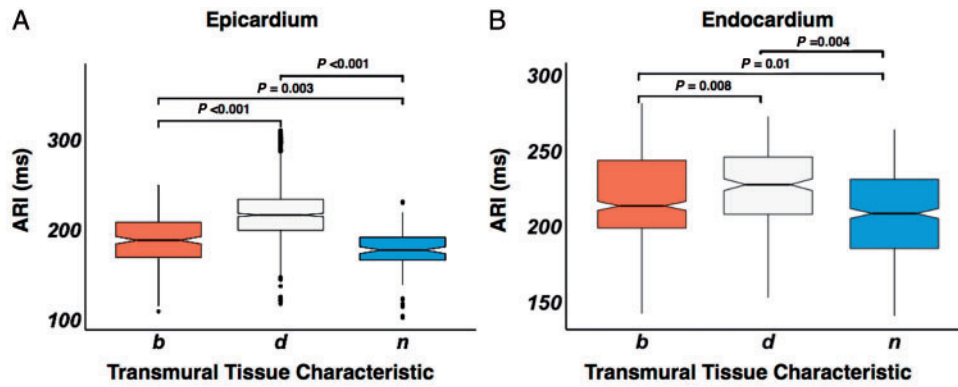 A
Epicardium
P <0.001
P = 0.003
P <0.001
ARI (ms)
300
200
100
b d n
Transmural Tissue Characteristic
B
Endocardium
P =0.004
P = 0.01
P = 0.008
ARI (ms)
300
250
200
150
b d n
Transmural Tissue Characteristic